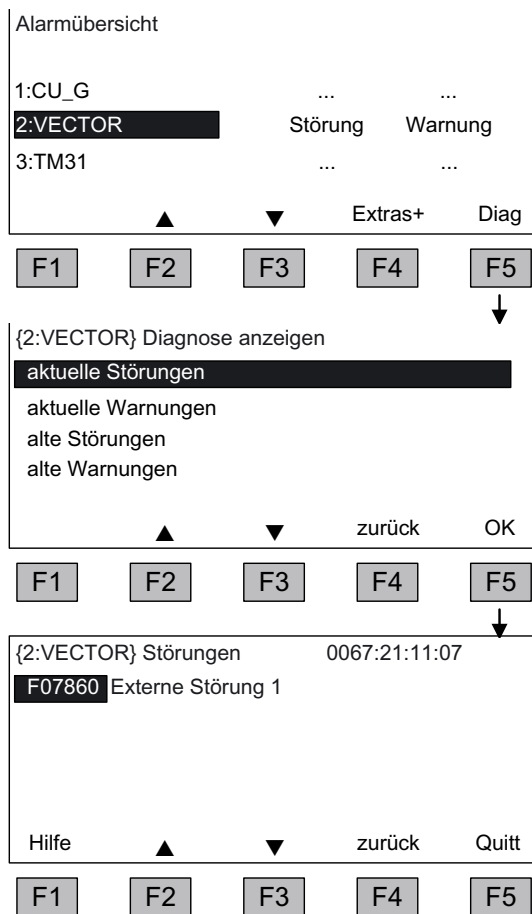 Alarmübersicht
1:CU_G ... ...
2:VECTOR Störung Warnung
3:TM31 ... ...
▲ ▼ Extras+ Diag
F1 F2 F3 F4 F5
{2:VECTOR} Diagnose anzeigen
aktuelle Störungen
aktuelle Warnungen
alte Störungen
alte Warnungen
▲ ▼ zurück OK
F1 F2 F3 F4 F5
{2:VECTOR} Störungen 0067:21:11:07
F07860 Externe Störung 1
Hilfe ▲ ▼ zurück Quitt
F1 F2 F3 F4 F5